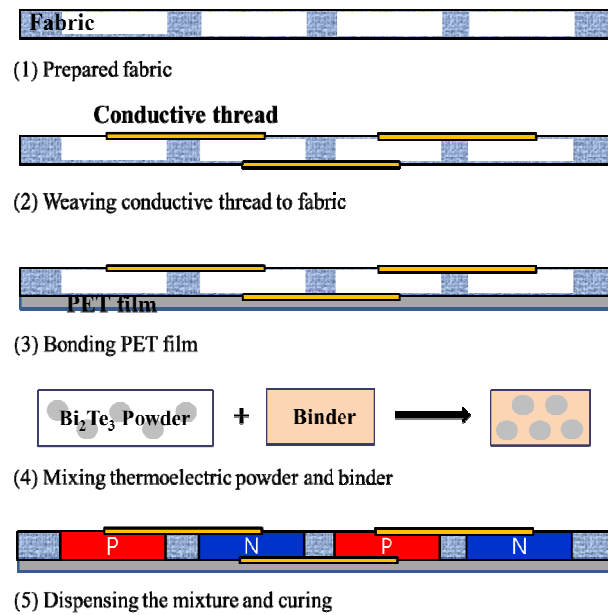 Fabric
(1) Prepared fabric
Conductive thread
(2) Weaving conductive thread to fabric
PET film
(3) Bonding PET film
Bi₂Te₃ Powder + Binder
(4) Mixing thermoelectric powder and binder
P N P N
(5) Dispensing the mixture and curing